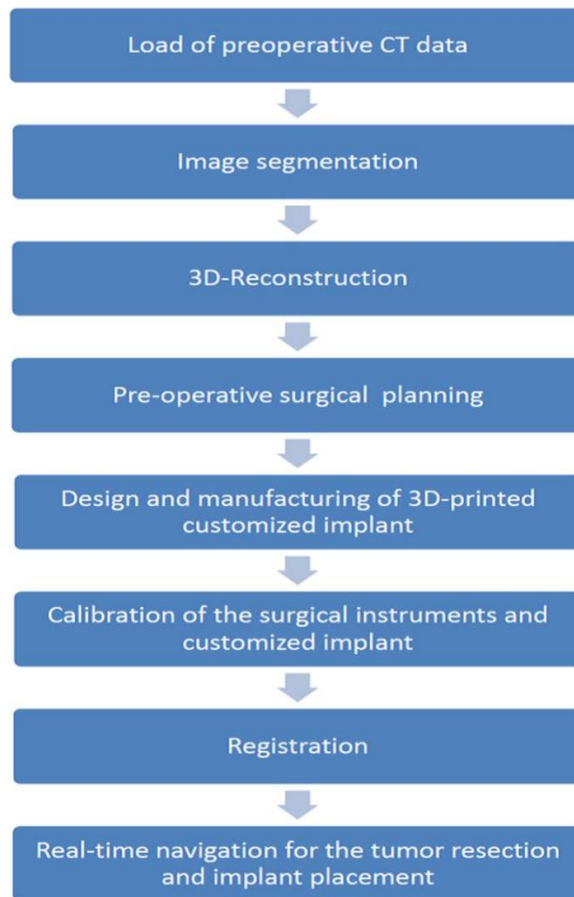 Load of preoperative CT data
Image segmentation
3D-Reconstruction
Pre-operative surgical planning
Design and manufacturing of 3D-printed
customized implant
Calibration of the surgical instruments and
customized implant
Registration
Real-time navigation for the tumor resection
and implant placement